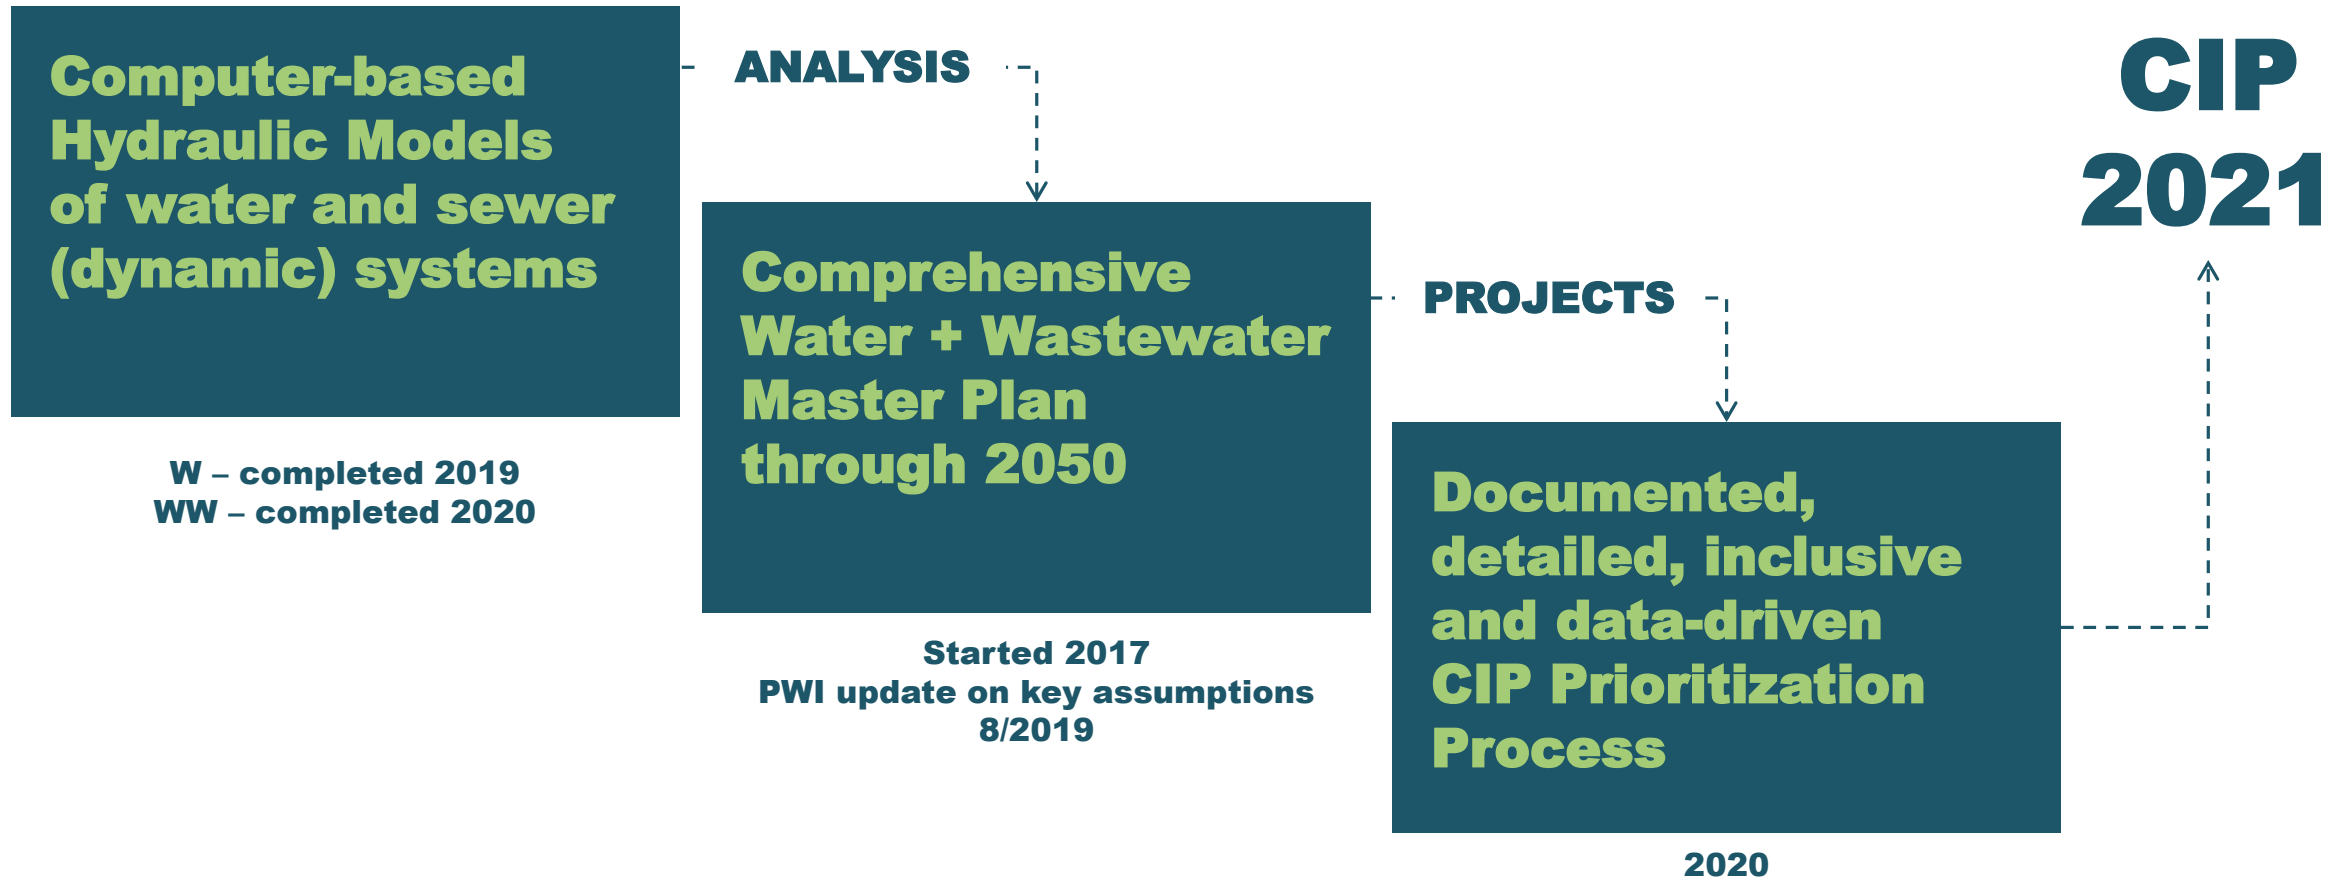 Computer-based
Hydraulic Models
of water and sewer
(dynamic) systems
W – completed 2019
WW – completed 2020
ANALYSIS
Comprehensive
Water + Wastewater
Master Plan
through 2050
Started 2017
PWI update on key assumptions
8/2019
PROJECTS
Documented,
detailed, inclusive
and data-driven
CIP Prioritization
Process
2020
CIP
2021